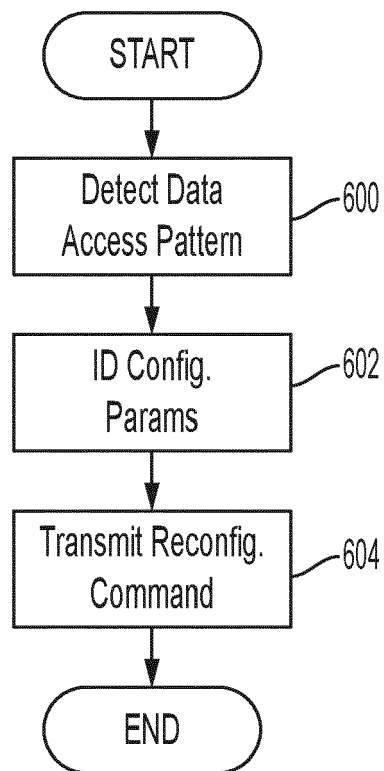 START
Detect Data
Access Pattern
600
ID Config.
Params
602
Transmit Reconfig.
Command
604
END